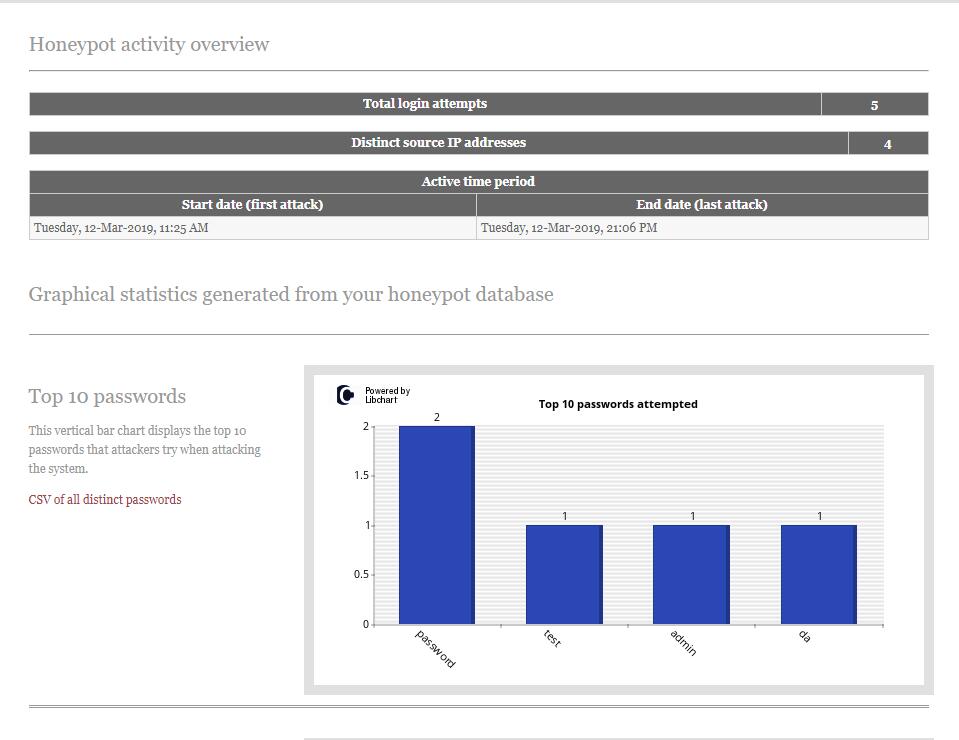 Honeypot activity overview
Total login attempts 5
Distinct source IP addresses 4
Active time period
Start date (first attack) End date (last attack)
Tuesday, 12-Mar-2019, 11:25 AM Tuesday, 12-Mar-2019, 21:06 PM
Graphical statistics generated from your honeypot database
Top 10 passwords
This vertical bar chart displays the top 10
passwords that attackers try when attacking
the system.
CSV of all distinct passwords
Powered by
Libchart
Top 10 passwords attempted
2
2
1.5
1
1
1
1
0.5
0
password
test
admin
da